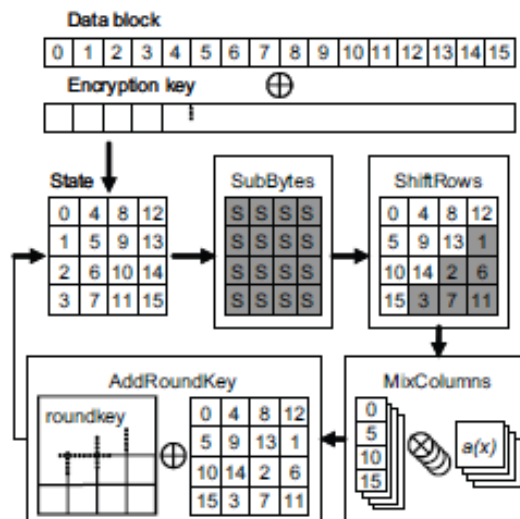 Data block
0 1 2 3 4 5 6 7 8 9 10 11 12 13 14 15
Encryption key
State
0 4 8 12
1 5 9 13
2 6 10 14
3 7 11 15
SubBytes
S S S S
S S S S
S S S S
S S S S
ShiftRows
0 4 8 12
5 9 13 1
10 14 2 6
15 3 7 11
AddRoundKey
roundkey
0 4 8 12
5 9 13 1
10 14 2 6
15 3 7 11
MixColumns
0
5
10
15
a(x)